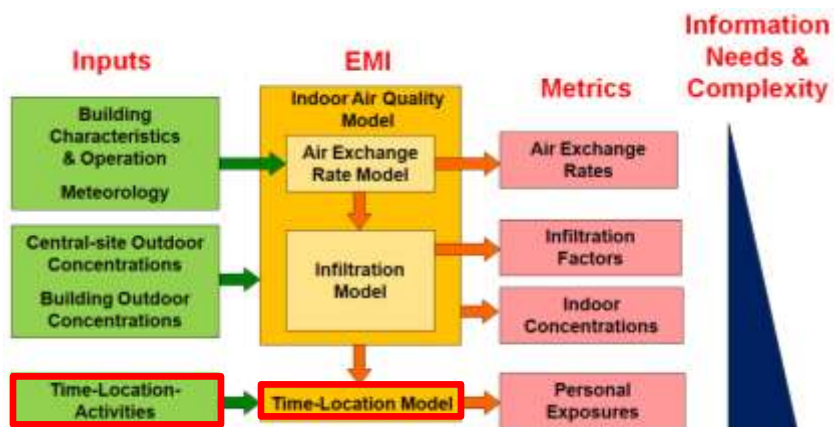 Inputs
Building
Characteristics
& Operation
Meteorology
Central-site Outdoor
Concentrations
Building Outdoor
Concentrations
Time-Location-
Activities
EMI
Indoor Air Quality
Model
Air Exchange
Rate Model
Infiltration
Model
Time-Location Model
Metrics
Air Exchange
Rates
Infiltration
Factors
Indoor
Concentrations
Personal
Exposures
Information
Needs &
Complexity